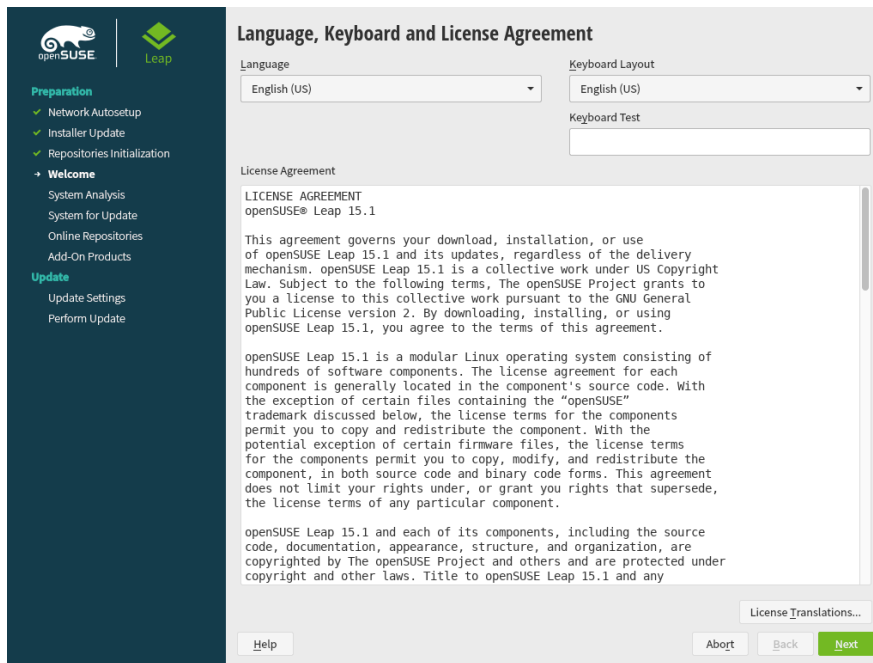 openSUSE
Leap
Preparation
Network Autosetup
Installer Update
Repositories Initialization
Welcome
System Analysis
System for Update
Online Repositories
Add-On Products
Update
Update Settings
Perform Update
Language, Keyboard and License Agreement
Language
Keyboard Layout
English (US)
English (US)
Keyboard Test
License Agreement
LICENSE AGREEMENT
openSUSE® Leap 15.1
This agreement governs your download, installation, or use
of openSUSE Leap 15.1 and its updates, regardless of the delivery
mechanism. openSUSE Leap 15.1 is a collective work under US Copyright
Law. Subject to the following terms, The openSUSE Project grants to
you a license to this collective work pursuant to the GNU General
Public License version 2. By downloading, installing, or using
openSUSE Leap 15.1, you agree to the terms of this agreement.
openSUSE Leap 15.1 is a modular Linux operating system consisting of
hundreds of software components. The license agreement for each
component is generally located in the component's source code. With
the exception of certain files containing the “openSUSE”
trademark discussed below, the license terms for the components
permit you to copy and redistribute the component. With the
potential exception of certain firmware files, the license terms
for the components permit you to copy, modify, and redistribute the
component, in both source code and binary code forms. This agreement
does not limit your rights under, or grant you rights that supersede,
the license terms of any particular component.
openSUSE Leap 15.1 and each of its components, including the source
code, documentation, appearance, structure, and organization, are
copyrighted by The openSUSE Project and others and are protected under
copyright and other laws. Title to openSUSE Leap 15.1 and any
License Translations...
Help
Abort
Back
Next